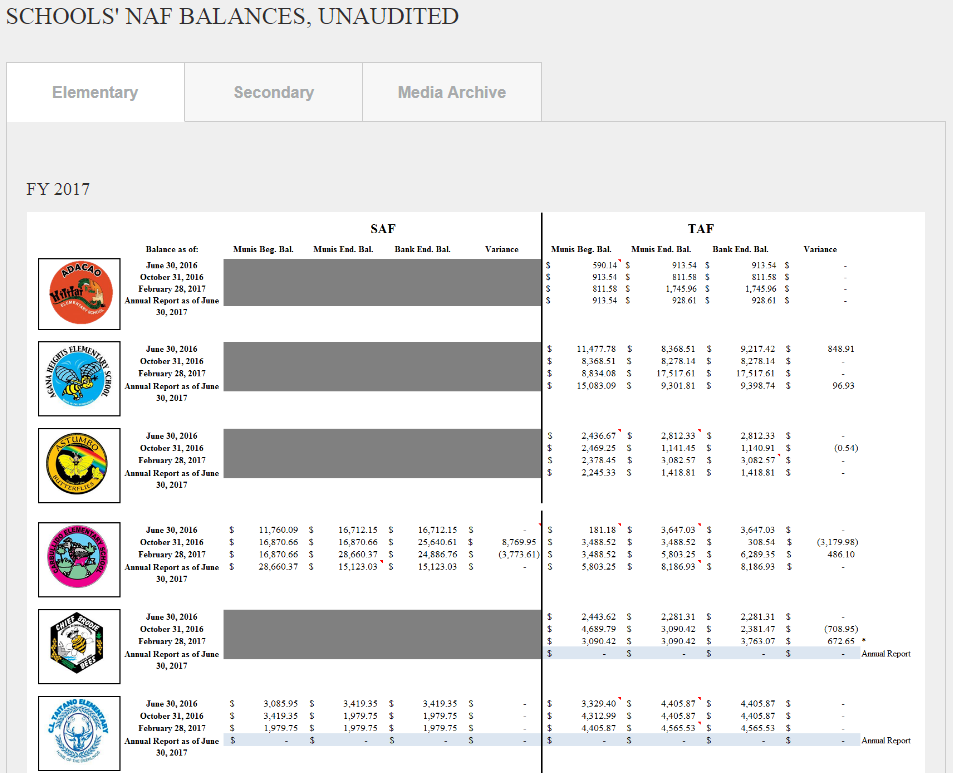 SCHOOLS' NAF BALANCES, UNAUDITED
Elementary Secondary Media Archive
FY 2017
SAF TAF
Balance as of: Munis Beg. Bal. Munis End. Bal. Bank End. Bal. Variance Munis Beg. Bal. Munis End. Bal. Bank End. Bal. Variance
ADACAO
ELEMENTARY SCHOOL
June 30, 2016 $ 590.14 $ 913.54 $ 913.54 $ -
October 31, 2016 $ 913.54 $ 811.58 $ 811.58 $ -
February 28, 2017 $ 811.58 $ 1,745.96 $ 1,745.96 $ -
Annual Report as of June $ 913.54 $ 928.61 $ 928.61 $ -
30, 2017
AGANA HEIGHTS ELEMENTARY SCHOOL
June 30, 2016 $ 11,477.78 $ 8,368.51 $ 9,217.42 $ 848.91
October 31, 2016 $ 8,368.51 $ 8,278.14 $ 8,278.14 $ -
February 28, 2017 $ 8,834.08 $ 17,517.61 $ 17,517.61 $ -
Annual Report as of June $ 15,083.09 $ 9,301.81 $ 9,398.74 $ 96.93
30, 2017
ASTUMBO
BUTTERFLIES
June 30, 2016 $ 2,436.67 $ 2,812.33 $ 2,812.33 $ -
October 31, 2016 $ 2,469.25 $ 1,141.45 $ 1,140.91 $ (0.54)
February 28, 2017 $ 2,378.45 $ 3,082.57 $ 3,082.57 $ -
Annual Report as of June $ 2,245.33 $ 1,418.81 $ 1,418.81 $ -
30, 2017
CARBULLIDO ELEMENTARY SCHOOL
June 30, 2016 $ 11,760.09 $ 16,712.15 $ 16,712.15 $ - $ 181.18 $ 3,647.03 $ 3,647.03 $ -
October 31, 2016 $ 16,870.66 $ 16,870.66 $ 25,640.61 $ 8,769.95 $ 3,488.52 $ 3,488.52 $ 308.54 $ (3,179.98)
February 28, 2017 $ 16,870.66 $ 28,660.37 $ 24,886.76 $ (3,773.61) $ 3,488.52 $ 5,803.25 $ 6,289.35 $ 486.10
Annual Report as of June $ 28,660.37 $ 15,123.03 $ 15,123.03 $ - $ 5,803.25 $ 8,186.93 $ 8,186.93 $ -
30, 2017
CHIEF BRODIE
BEES
June 30, 2016 $ 2,443.62 $ 2,281.31 $ 2,281.31 $ -
October 31, 2016 $ 4,689.79 $ 3,090.42 $ 2,381.47 $ (708.95)
February 28, 2017 $ 3,090.42 $ 3,090.42 $ 3,763.07 $ 672.65
Annual Report as of June $ - $ - $ - $ - Annual Report
30, 2017
C.L. TAITANO ELEMENTARY
June 30, 2016 $ 3,085.95 $ 3,419.35 $ 3,419.35 $ - $ 3,329.40 $ 4,405.87 $ 4,405.87 $ -
October 31, 2016 $ 3,419.35 $ 1,979.75 $ 1,979.75 $ - $ 4,312.99 $ 4,405.87 $ 4,405.87 $ -
February 28, 2017 $ 1,979.75 $ 1,979.75 $ 1,979.75 $ - $ 4,405.87 $ 4,565.53 $ 4,565.53 $ -
Annual Report as of June $ - $ - $ - $ - $ - $ - $ - $ - Annual Report
30, 2017